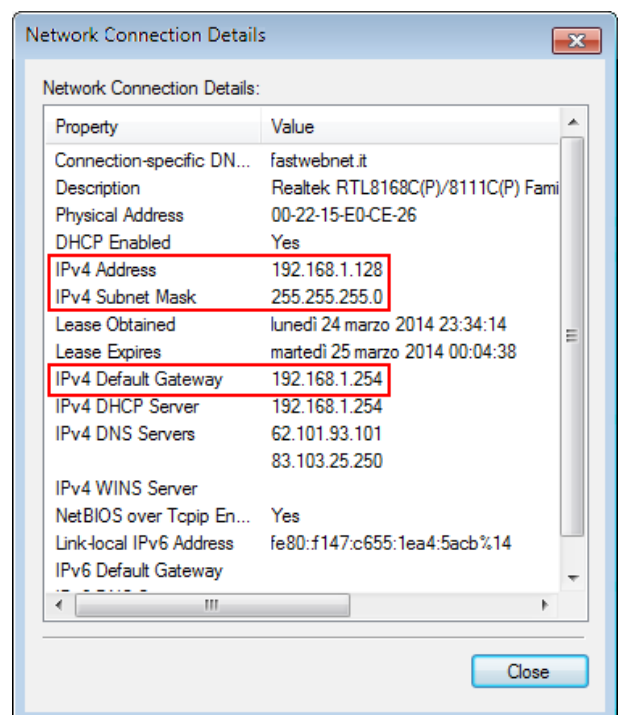 Network Connection Details
Network Connection Details:
Property Value
Connection-specific DN... fastwebnet.it
Description Realtek RTL8168C(P)/8111C(P) Fami
Physical Address 00-22-15-E0-CE-26
DHCP Enabled Yes
IPv4 Address 192.168.1.128
IPv4 Subnet Mask 255.255.255.0
Lease Obtained lunedì 24 marzo 2014 23:34:14
Lease Expires martedì 25 marzo 2014 00:04:38
IPv4 Default Gateway 192.168.1.254
IPv4 DHCP Server 192.168.1.254
IPv4 DNS Servers 62.101.93.101
83.103.25.250
IPv4 WINS Server
NetBIOS over Tcpip En... Yes
Link-local IPv6 Address fe80::f147:c655:1ea4:5acb%14
IPv6 Default Gateway
Close